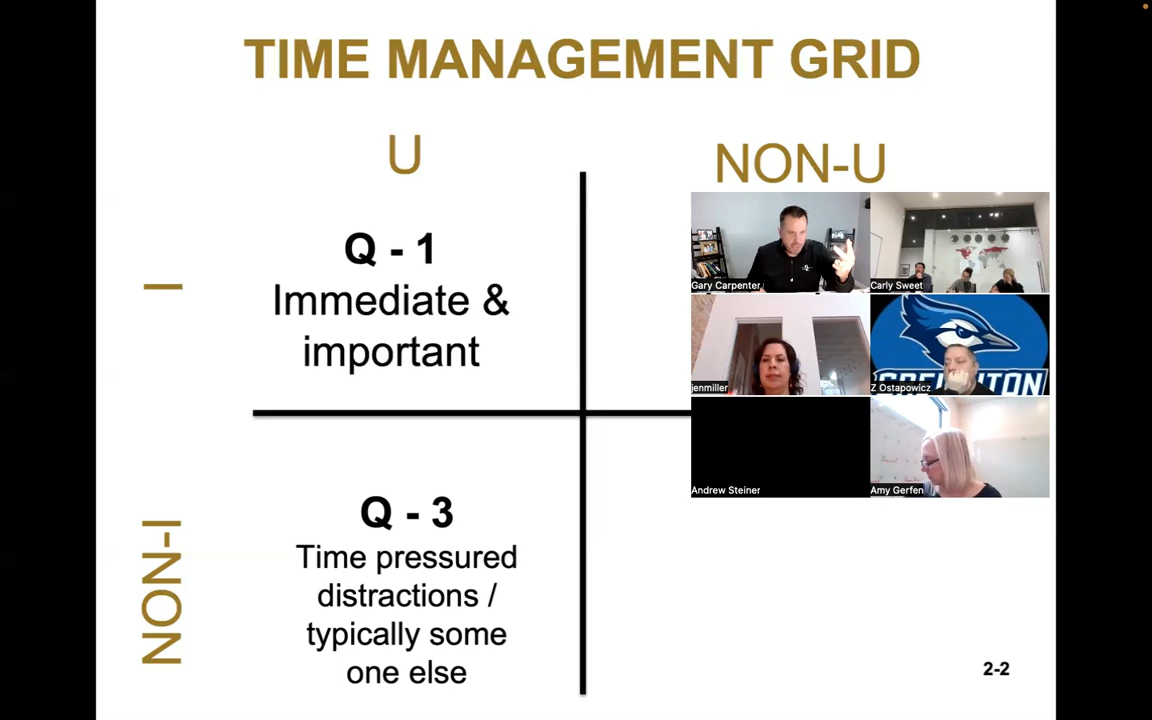 TIME MANAGEMENT GRID
U
NON-U
I
Q - 1
Immediate &
important
Gary Carpenter
Carly Sweet
jenmiller
CREIGHTON
Z Ostapowicz
Andrew Steiner
Amy Gerfen
NON-I
Q - 3
Time pressured
distractions /
typically some
one else
2-2